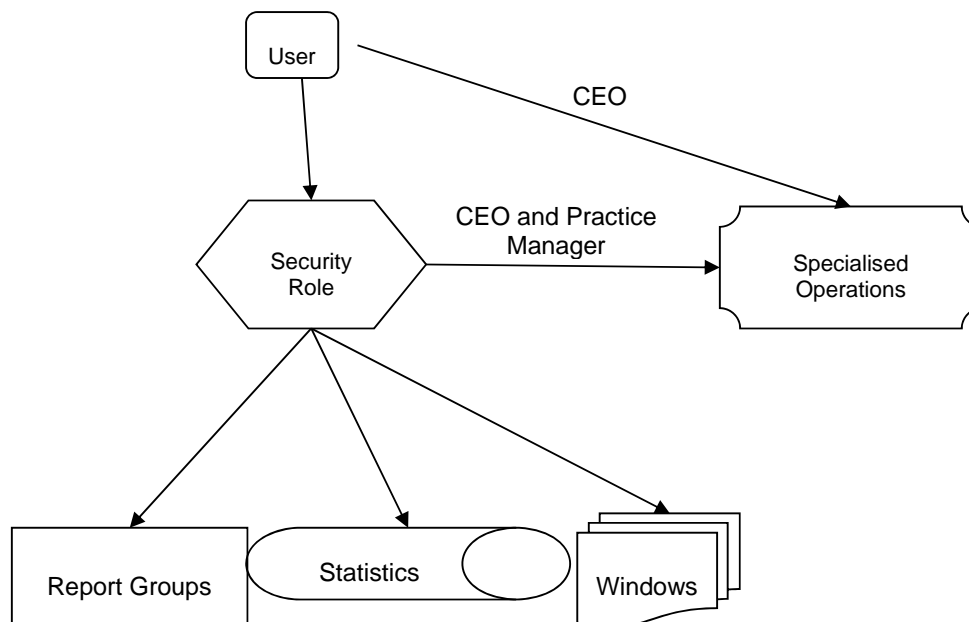 User
CEO
CEO and Practice
Manager
Security
Role
Specialised
Operations
Report Groups
Statistics
Windows